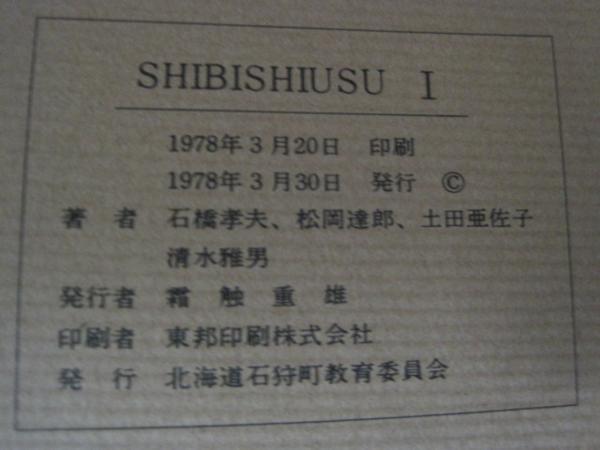 SHIBISHIUSU I
1978年3月20日 印刷
1978年3月30日 発行 ©
著者 石橋孝夫、松岡達郎、土田亜佐子
清水雅男
発行者 霜触重雄
印刷者 東邦印刷株式会社
発行 北海道石狩町教育委員会